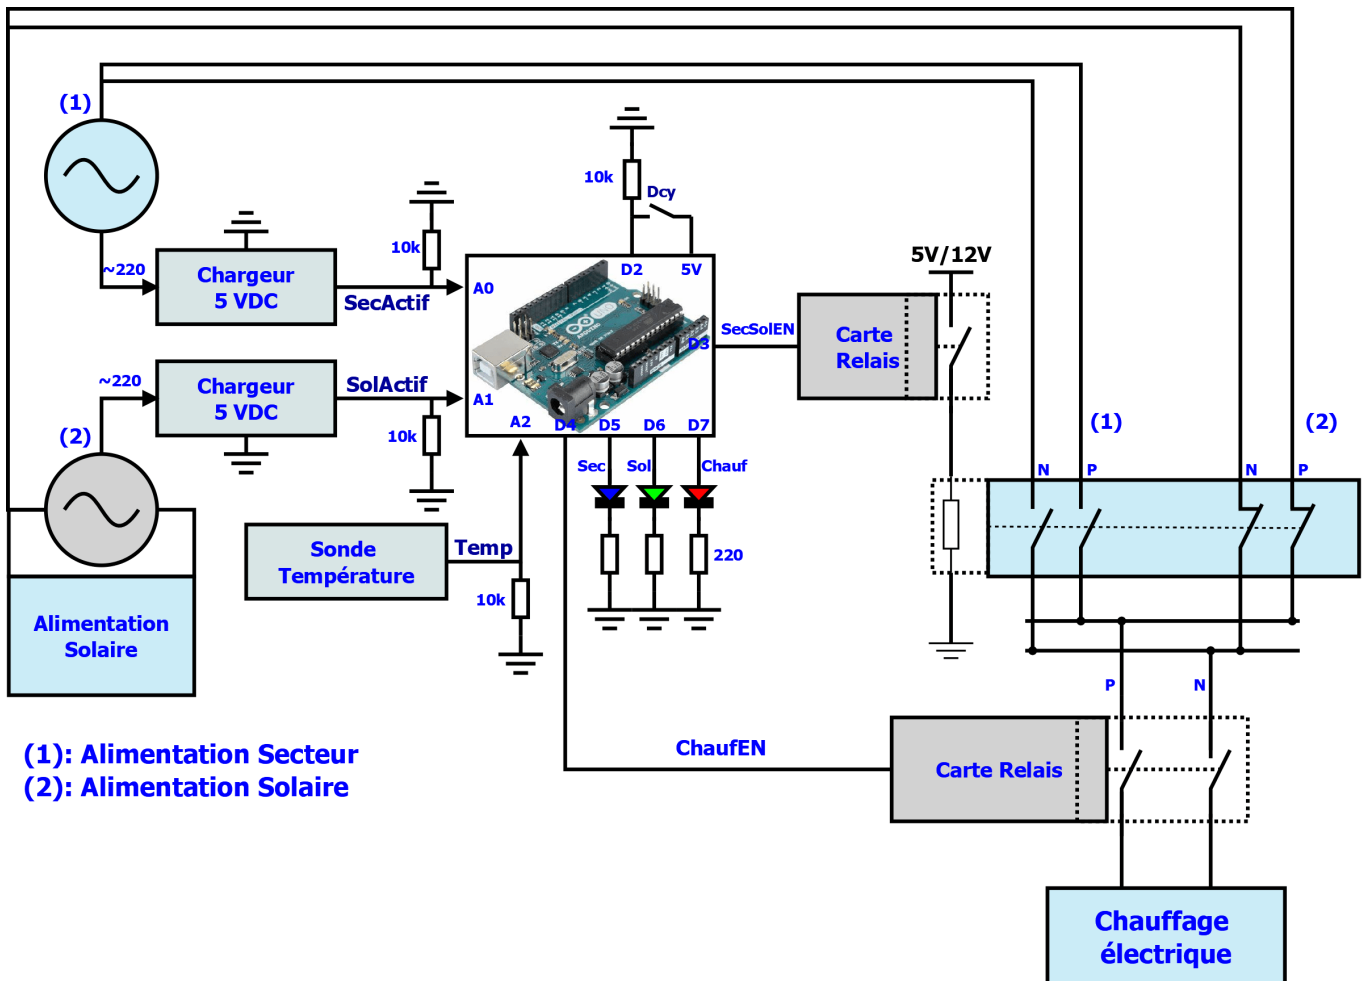 (1)
10k
Dcy
~220
Chargeur
5 VDC
10k
SecActif
A0
D2
5V
5V/12V
SecSolEN
D3
Carte
Relais
~220
Chargeur
5 VDC
SolActif
10k
A1
A2
D4
D5
D6
D7
(2)
Sec
Sol
Chauf
(1)
(2)
N
P
N
P
Sonde
Température
Temp
10k
220
Alimentation
Solaire
P
N
(1): Alimentation Secteur
(2): Alimentation Solaire
ChaufEN
Carte Relais
Chauffage
électrique